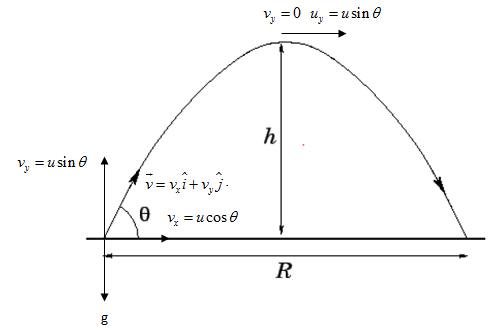 v_y = 0 u_y = u sin θ
h
v_y = u sin θ
v⃗ = v_x î + v_y ĵ .
θ
v_x = u cos θ
R
g